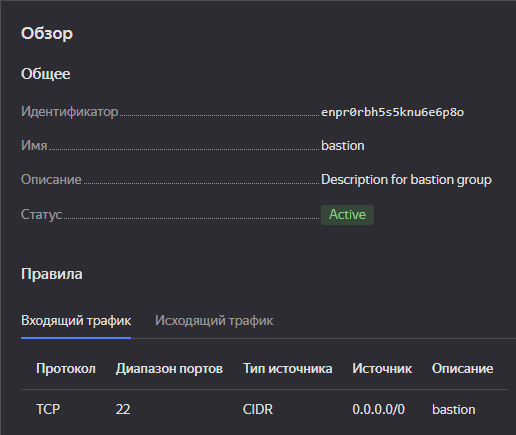 Обзор
Общее
Идентификатор enpr0rbh5s5knu6e6p8o
Имя bastion
Описание Description for bastion group
Статус Active
Правила
Входящий трафик Исходящий трафик
Протокол Диапазон портов Тип источника Источник Описание
TCP 22 CIDR 0.0.0.0/0 bastion